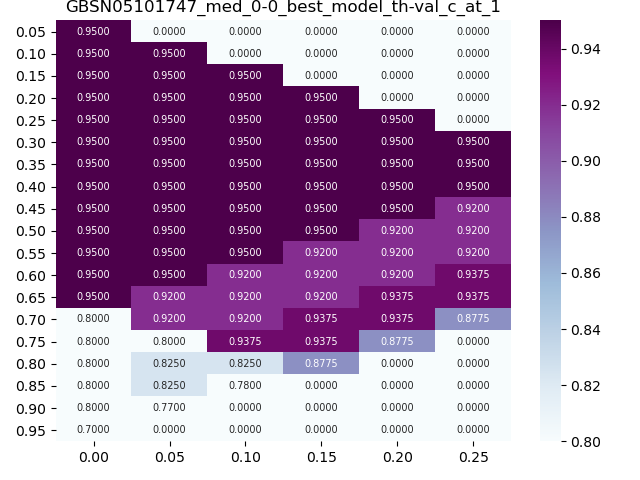 GBSN05101747_med_0-0_best_model_th-val_c_at_1
0.05 0.9500 0.0000 0.0000 0.0000 0.0000 0.0000
0.10 0.9500 0.9500 0.0000 0.0000 0.0000 0.0000
0.15 0.9500 0.9500 0.9500 0.0000 0.0000 0.0000
0.20 0.9500 0.9500 0.9500 0.9500 0.0000 0.0000
0.25 0.9500 0.9500 0.9500 0.9500 0.9500 0.0000
0.30 0.9500 0.9500 0.9500 0.9500 0.9500 0.9500
0.35 0.9500 0.9500 0.9500 0.9500 0.9500 0.9500
0.40 0.9500 0.9500 0.9500 0.9500 0.9500 0.9500
0.45 0.9500 0.9500 0.9500 0.9500 0.9500 0.9200
0.50 0.9500 0.9500 0.9500 0.9500 0.9200 0.9200
0.55 0.9500 0.9500 0.9500 0.9200 0.9200 0.9200
0.60 0.9500 0.9500 0.9200 0.9200 0.9200 0.9375
0.65 0.9500 0.9200 0.9200 0.9200 0.9375 0.9375
0.70 0.8000 0.9200 0.9200 0.9375 0.9375 0.8775
0.75 0.8000 0.8000 0.9375 0.9375 0.8775 0.0000
0.80 0.8000 0.8250 0.8250 0.8775 0.0000 0.0000
0.85 0.8000 0.8250 0.7800 0.0000 0.0000 0.0000
0.90 0.8000 0.7700 0.0000 0.0000 0.0000 0.0000
0.95 0.7000 0.0000 0.0000 0.0000 0.0000 0.0000
0.00 0.05 0.10 0.15 0.20 0.25
0.94
0.92
0.90
0.88
0.86
0.84
0.82
0.80